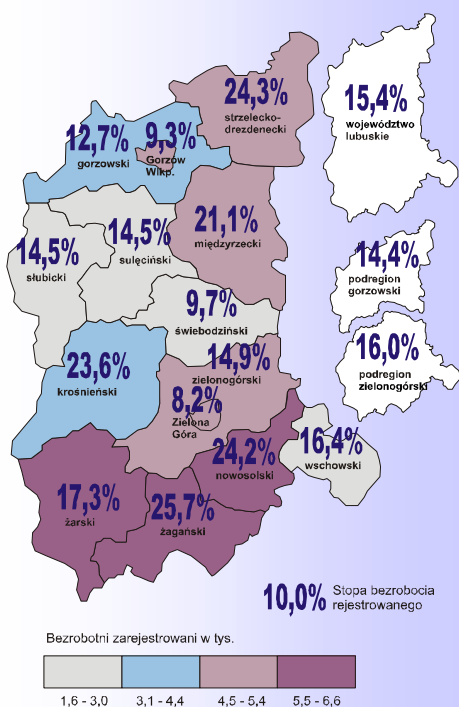 24,3%
strzelecko-
drezdenecki
15,4%
województwo
lubuskie
12,7%
gorzowski
9,3%
Gorzów
Wlkp.
21,1%
międzyrzecki
14,5%
słubicki
14,5%
sulęciński
14,4%
podregion
gorzowski
9,7%
świebodziński
16,0%
podregion
zielonogórski
23,6%
krośnieński
14,9%
zielonogórski
8,2%
Zielona
Góra
16,4%
wschowski
24,2%
nowosolski
17,3%
żarski
25,7%
żagański
10,0% Stopa bezrobocia
rejestrowanego
Bezrobotni zarejestrowani w tys.
1,6 - 3,0 3,1 - 4,4 4,5 - 5,4 5,5 - 6,6